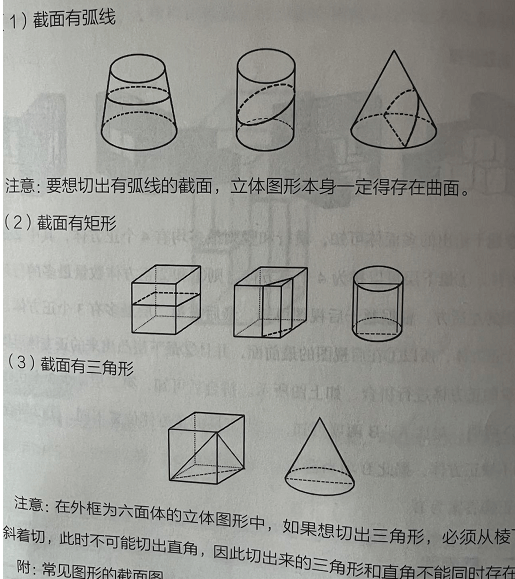 (1）截面有弧线
注意：要想切出有弧线的截面，立体图形本身一定得存在曲面。
（2）截面有矩形
（3）截面有三角形
注意：在外框为六面体的立体图形中，如果想切出三角形，必须从棱
斜着切，此时不可能切出直角，因此切出来的三角形和直角不能同时存在
附：常见图形的截面图